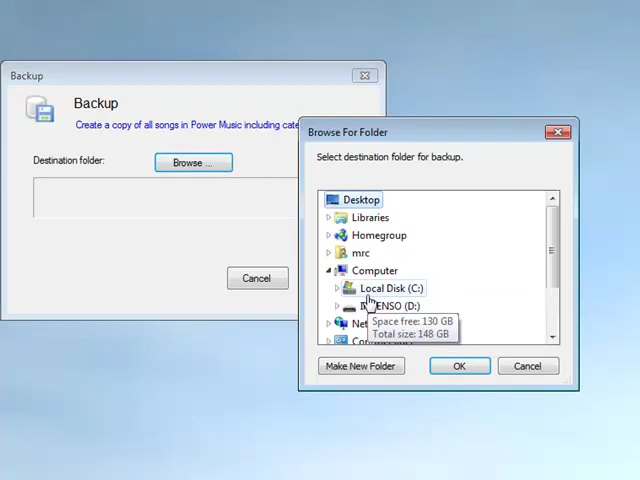 Backup
Backup
Create a copy of all songs in Power Music including
Destination folder:
Browse ...
Cancel
Browse For Folder
Select destination folder for backup.
Desktop
Libraries
Homegroup
mrc
Computer
Local Disk (C:)
(D:)
Space free: 130 GB
Total size: 148 GB
Make New Folder
OK
Cancel